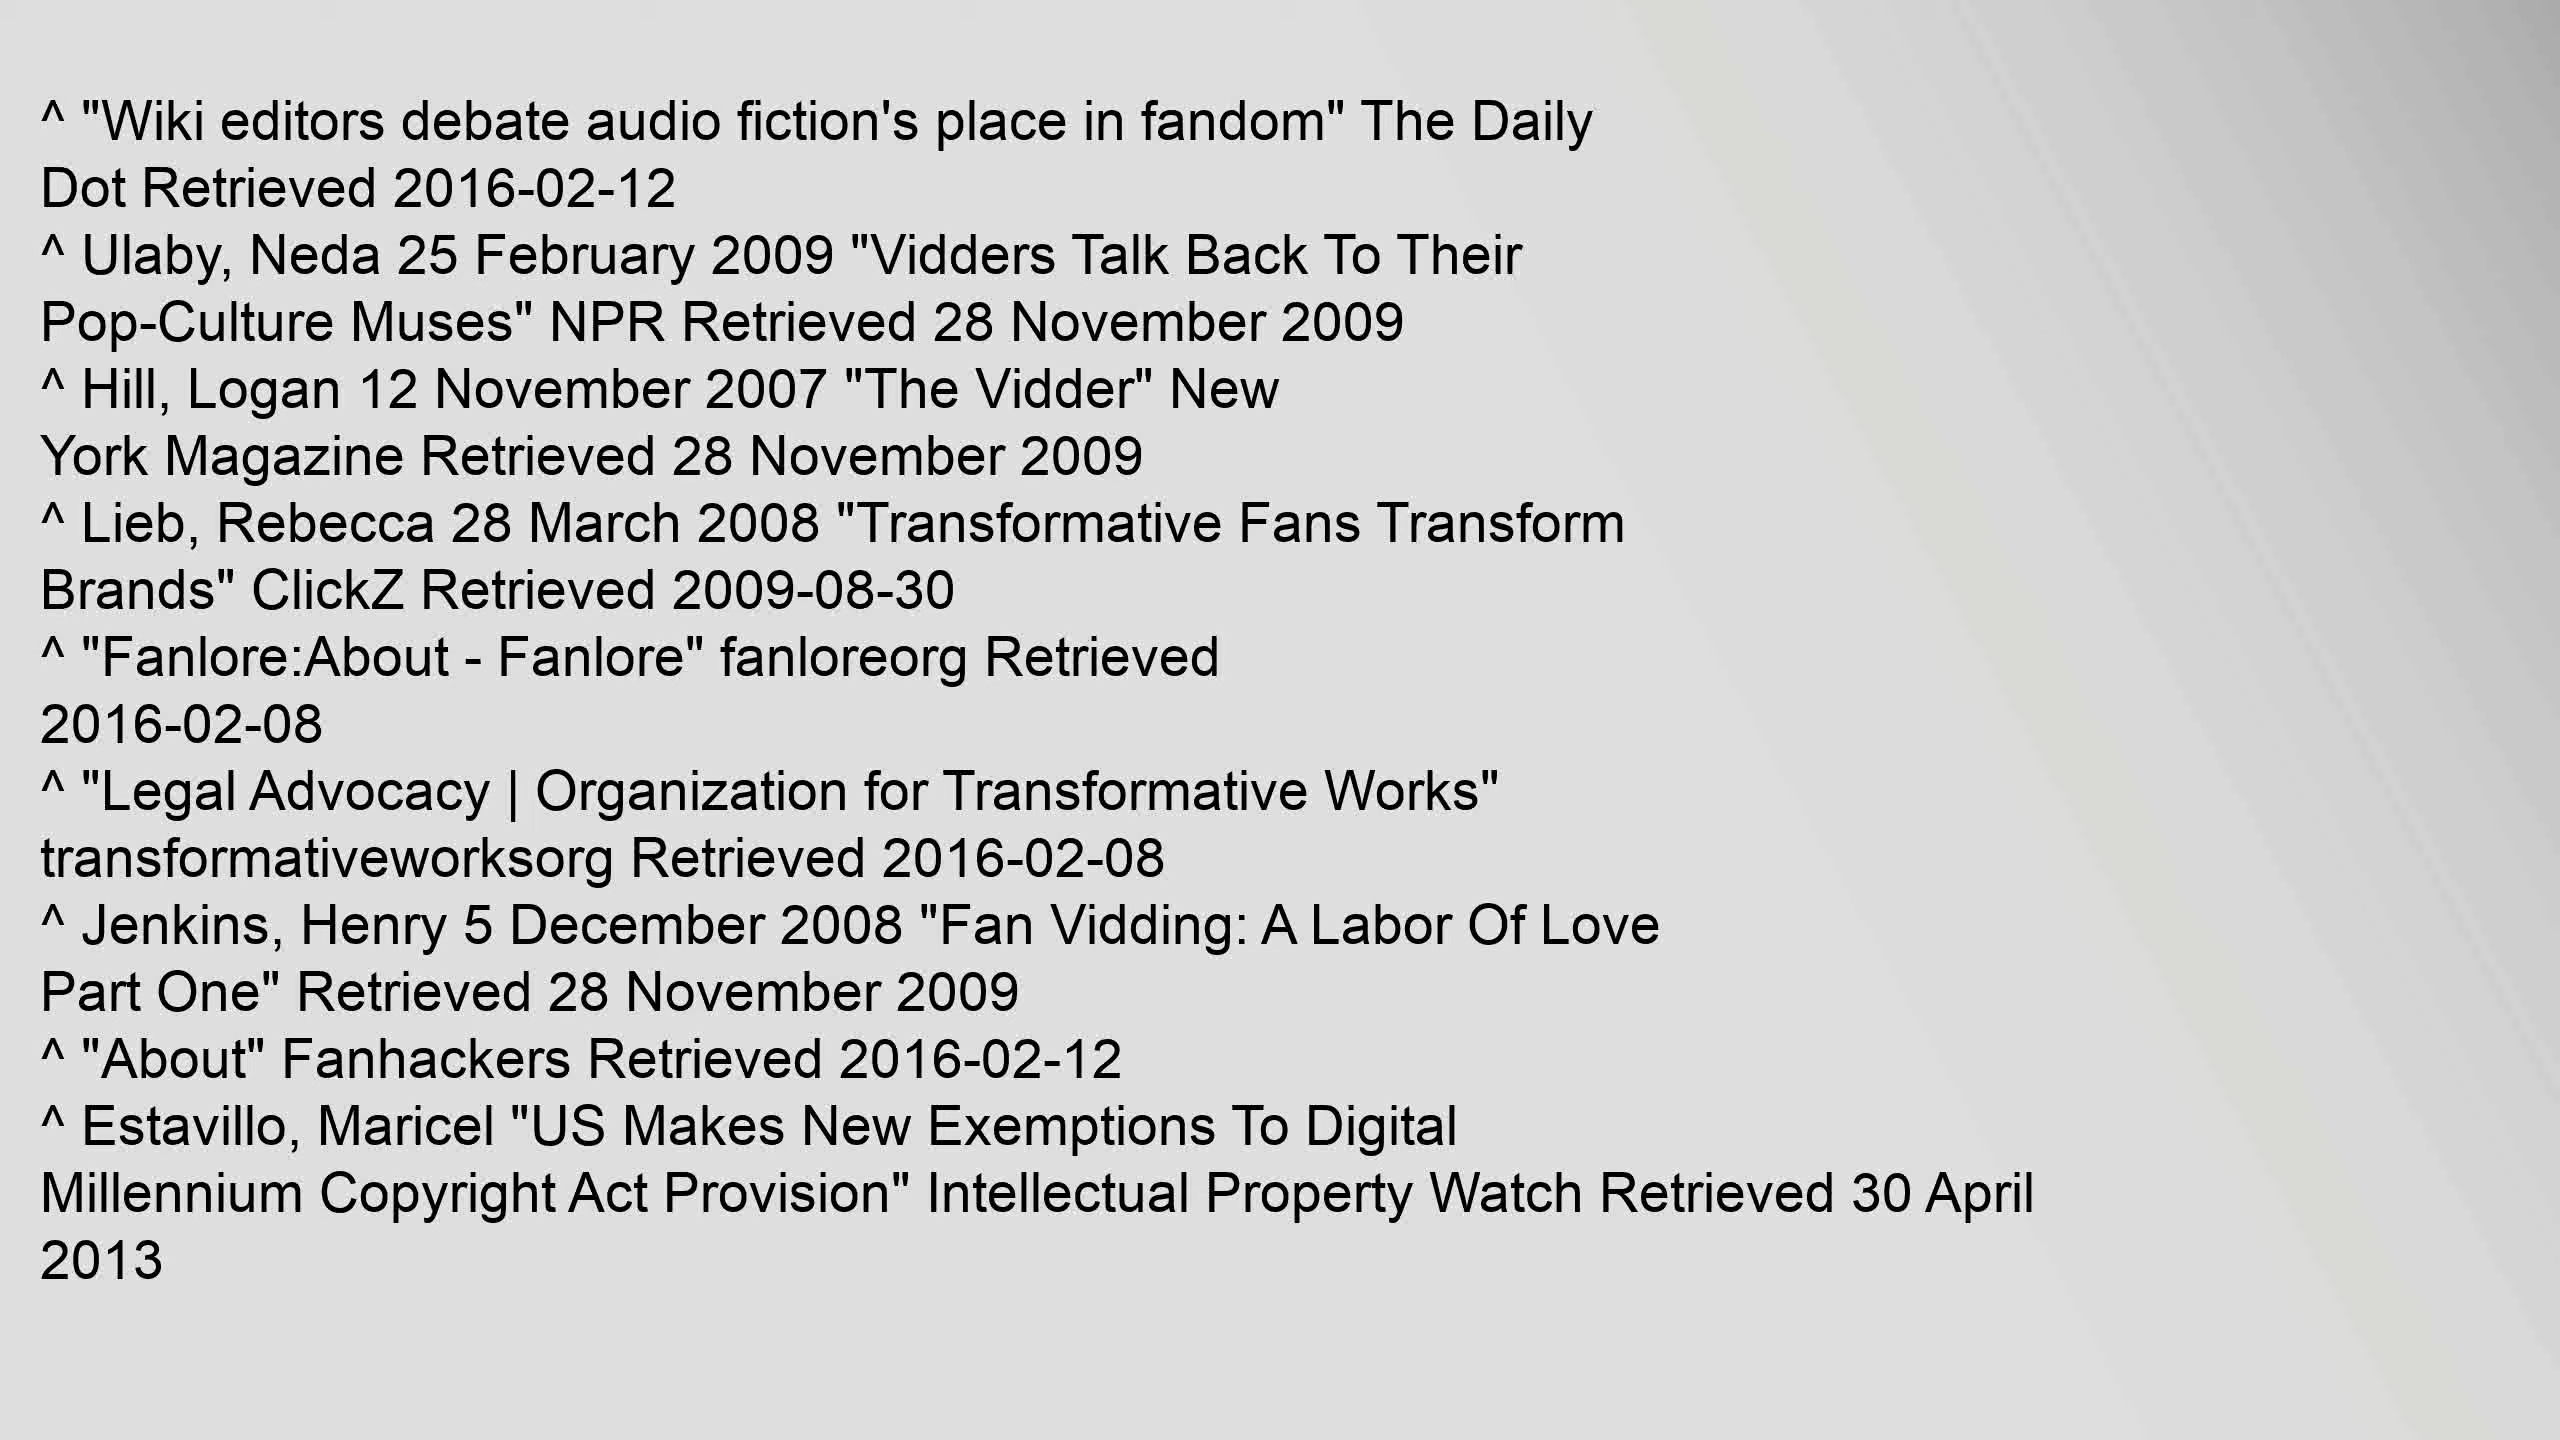 ^ "Wiki editors debate audio fiction's place in fandom" The Daily
Dot Retrieved 2016-02-12
^ Ulaby, Neda 25 February 2009 "Vidders Talk Back To Their
Pop-Culture Muses" NPR Retrieved 28 November 2009
^ Hill, Logan 12 November 2007 "The Vidder" New
York Magazine Retrieved 28 November 2009
^ Lieb, Rebecca 28 March 2008 "Transformative Fans Transform
Brands" ClickZ Retrieved 2009-08-30
^ "Fanlore:About - Fanlore" fanloreorg Retrieved
2016-02-08
^ "Legal Advocacy | Organization for Transformative Works"
transformativeworksorg Retrieved 2016-02-08
^ Jenkins, Henry 5 December 2008 "Fan Vidding: A Labor Of Love
Part One" Retrieved 28 November 2009
^ "About" Fanhackers Retrieved 2016-02-12
^ Estavillo, Maricel "US Makes New Exemptions To Digital
Millennium Copyright Act Provision" Intellectual Property Watch Retrieved 30 April
2013